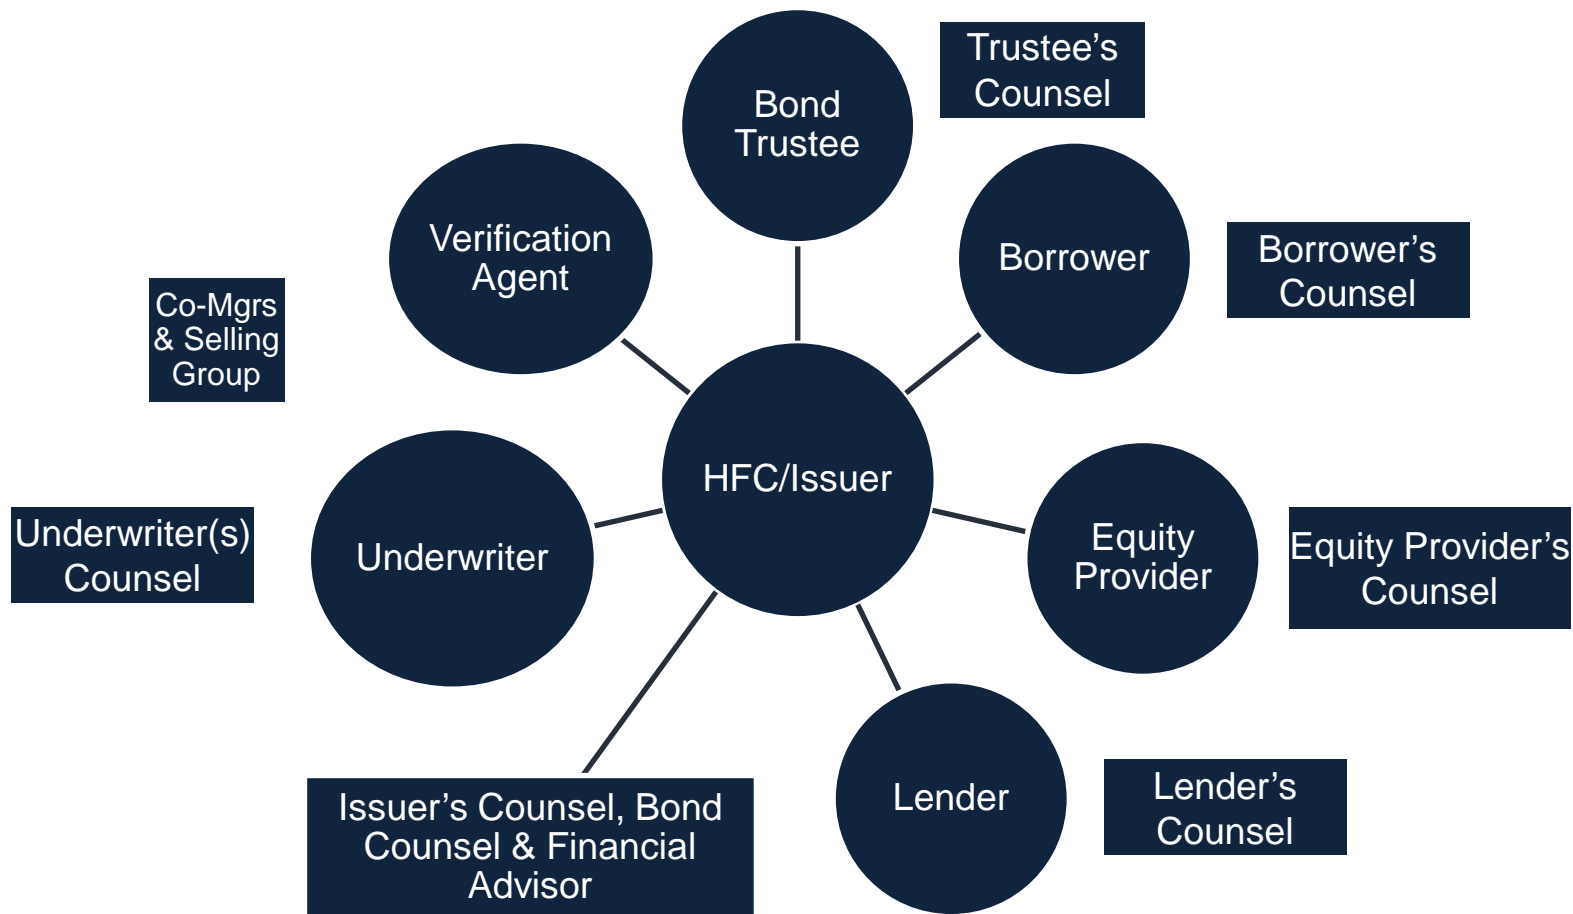 Bond
Trustee
Trustee’s
Counsel
Verification
Agent
Borrower
Borrower’s
Counsel
Co-Mgrs
& Selling
Group
HFC/Issuer
Underwriter(s)
Counsel
Underwriter
Equity
Provider
Equity Provider’s
Counsel
Issuer’s Counsel, Bond
Counsel & Financial
Advisor
Lender
Lender’s
Counsel